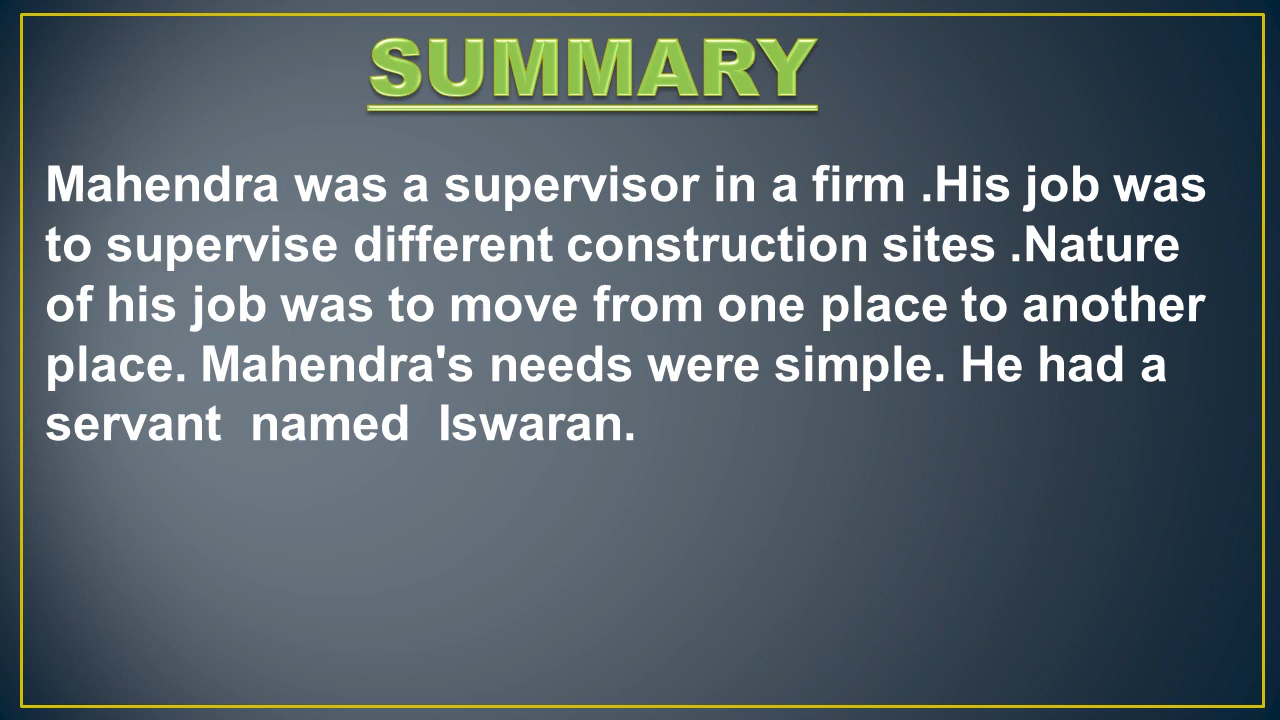 SUMMARY
Mahendra was a supervisor in a firm .His job was
to supervise different construction sites .Nature
of his job was to move from one place to another
place. Mahendra's needs were simple. He had a
servant  named  Iswaran.